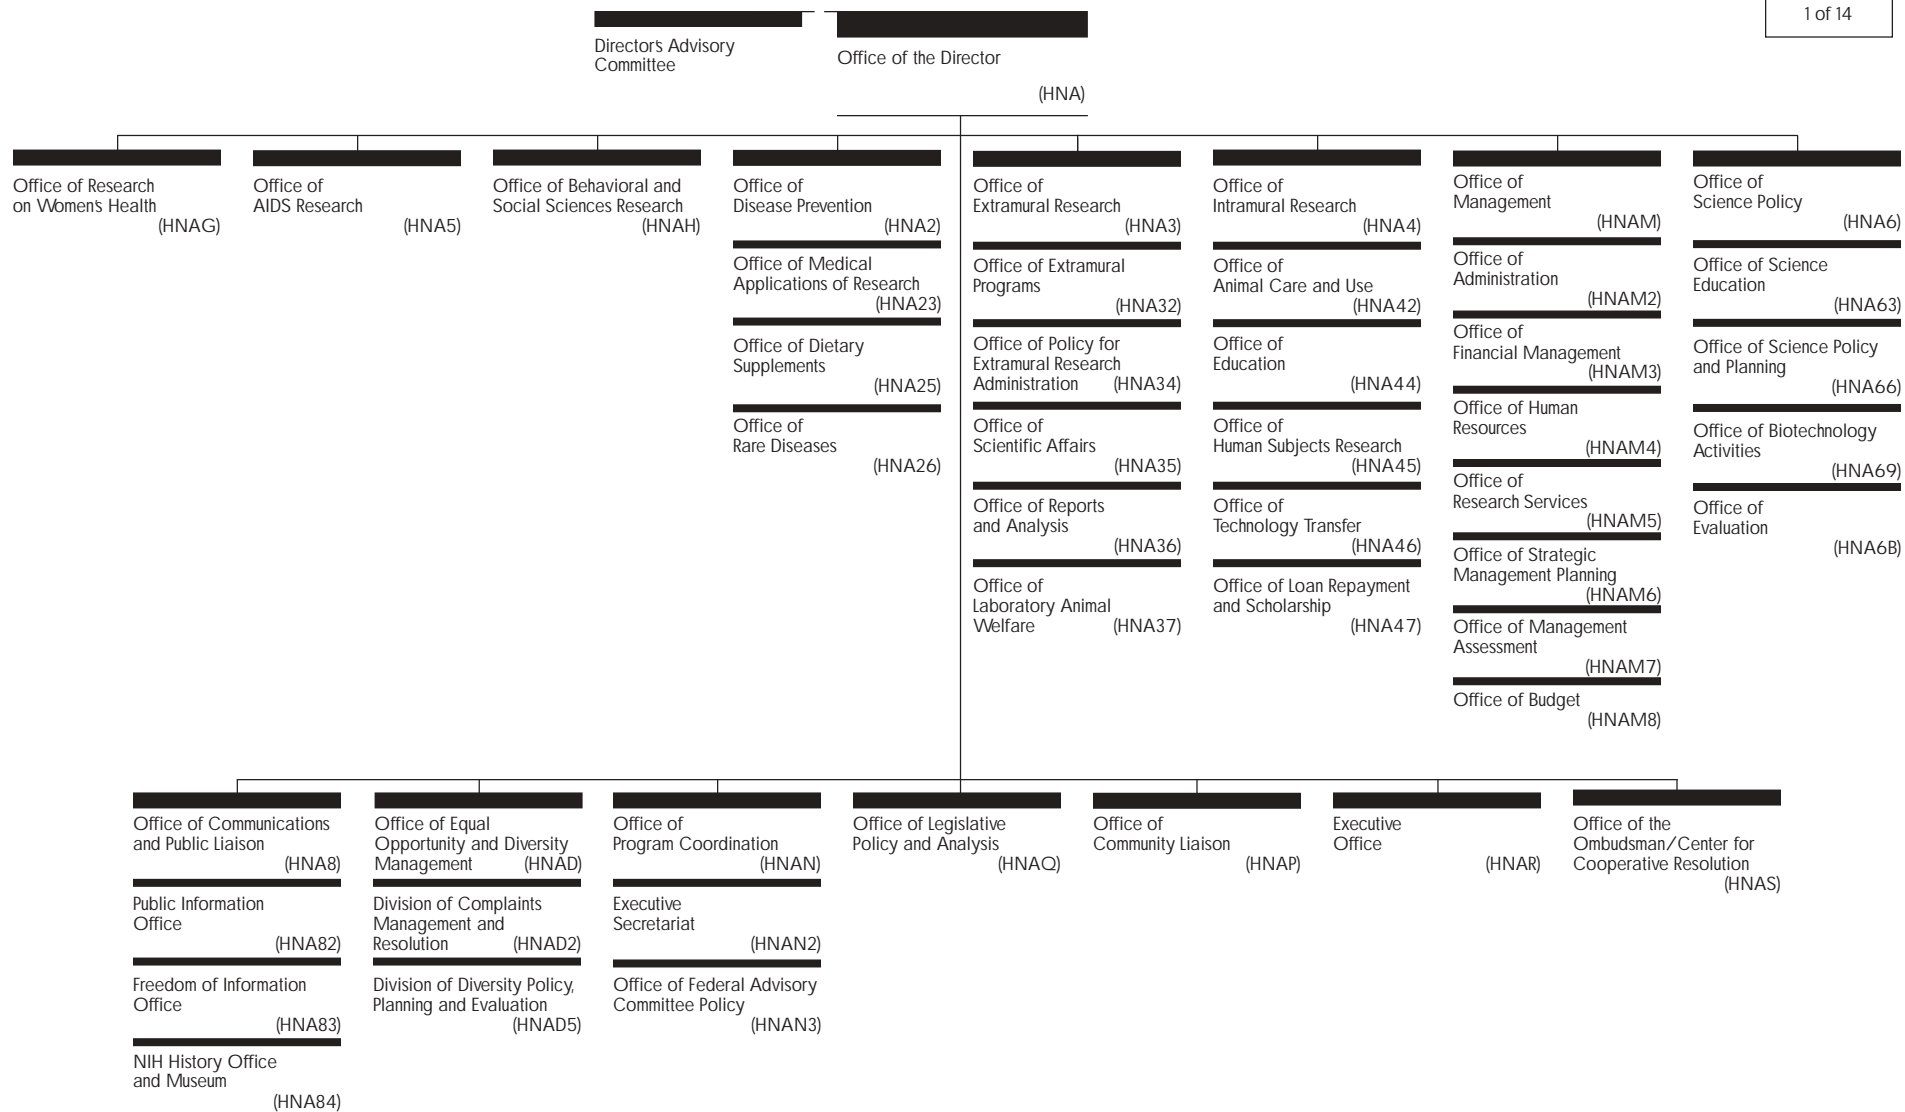 1 of 14
Director's Advisory
Committee
Office of the Director
(HNA)
Office of Research
on Women's Health
(HNAG)
Office of
AIDS Research
(HNA5)
Office of Behavioral and
Social Sciences Research
(HNAH)
Office of
Disease Prevention
(HNA2)
Office of Medical
Applications of Research
(HNA23)
Office of Dietary
Supplements
(HNA25)
Office of
Rare Diseases
(HNA26)
Office of
Extramural Research
(HNA3)
Office of Extramural
Programs
(HNA32)
Office of Policy for
Extramural Research
Administration (HNA34)
Office of
Scientific Affairs
(HNA35)
Office of Reports
and Analysis
(HNA36)
Office of
Laboratory Animal
Welfare (HNA37)
Office of
Intramural Research
(HNA4)
Office of
Animal Care and Use
(HNA42)
Office of
Education
(HNA44)
Office of
Human Subjects Research
(HNA45)
Office of
Technology Transfer
(HNA46)
Office of Loan Repayment
and Scholarship
(HNA47)
Office of
Management
(HNAM)
Office of
Administration
(HNAM2)
Office of
Financial Management
(HNAM3)
Office of Human
Resources
(HNAM4)
Office of
Research Services
(HNAM5)
Office of Strategic
Management Planning
(HNAM6)
Office of Management
Assessment
(HNAM7)
Office of Budget
(HNAM8)
Office of
Science Policy
(HNA6)
Office of Science
Education
(HNA63)
Office of Science Policy
and Planning
(HNA66)
Office of Biotechnology
Activities
(HNA69)
Office of
Evaluation
(HNA6B)
Office of Communications
and Public Liaison
(HNA8)
Public Information
Office
(HNA82)
Freedom of Information
Office
(HNA83)
NIH History Office
and Museum
(HNA84)
Office of Equal
Opportunity and Diversity
Management (HNAD)
Division of Complaints
Management and
Resolution (HNAD2)
Division of Diversity Policy,
Planning and Evaluation
(HNAD5)
Office of
Program Coordination
(HNAN)
Executive
Secretariat
(HNAN2)
Office of Federal Advisory
Committee Policy
(HNAN3)
Office of Legislative
Policy and Analysis
(HNAQ)
Office of
Community Liaison
(HNAP)
Executive
Office
(HNAR)
Office of the
Ombudsman/Center for
Cooperative Resolution
(HNAS)